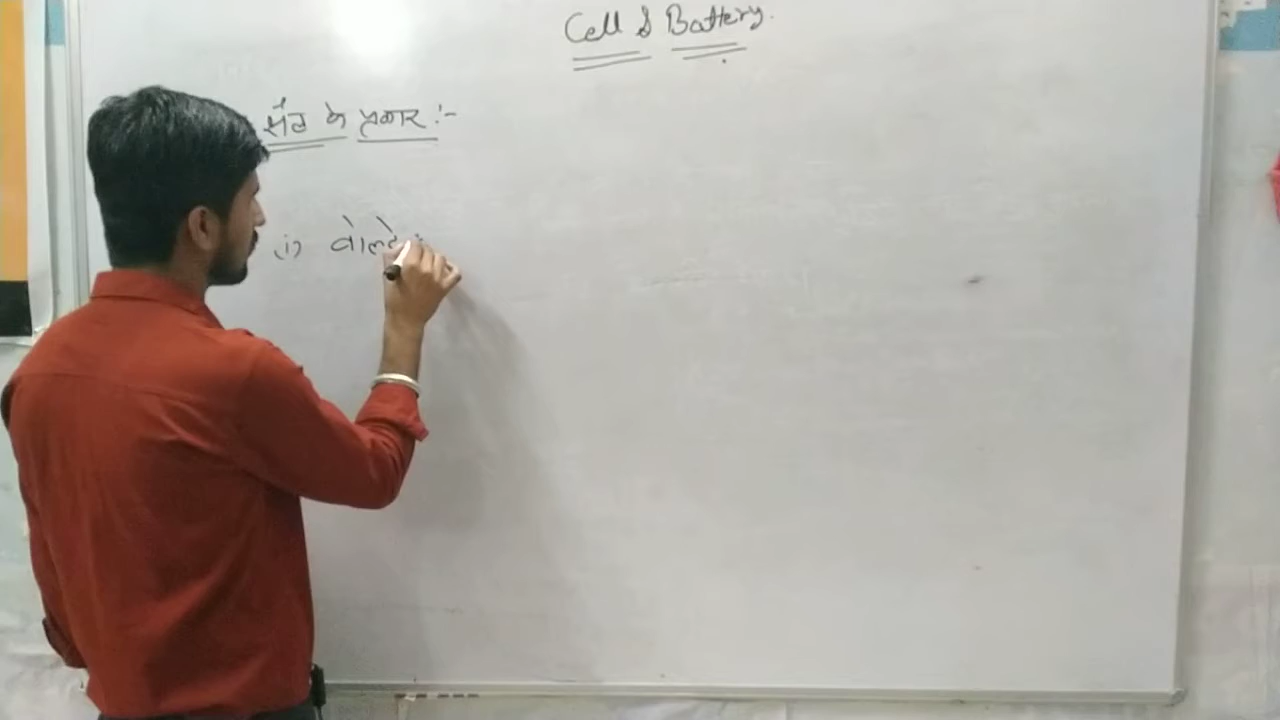 Cell & Battery.
सैल के प्रकार :-
(i) वोल्टे